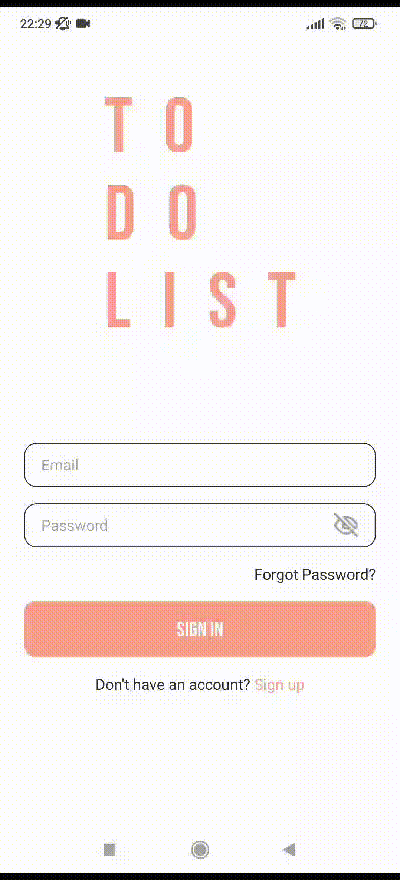 22:29
72
T O
D O
L I S T
Email
Password
Forgot Password?
SIGN IN
Don't have an account? Sign up